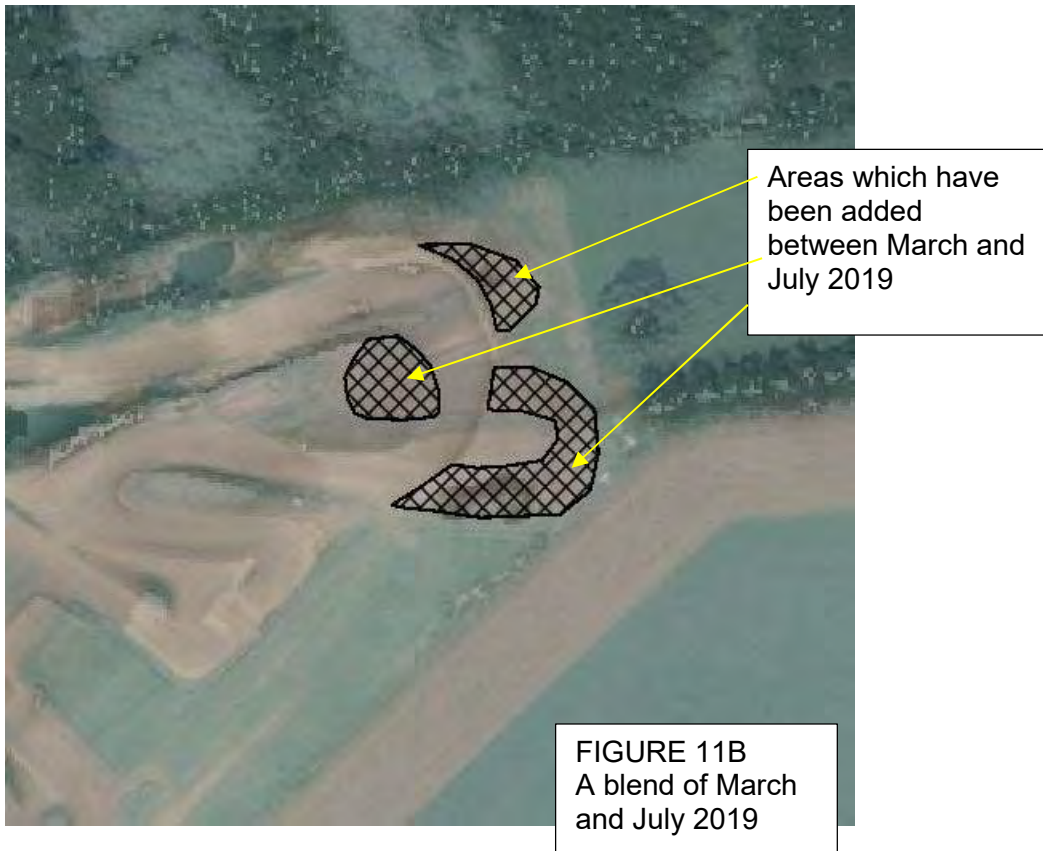 Areas which have
been added
between March and
July 2019
FIGURE 11B
A blend of March
and July 2019